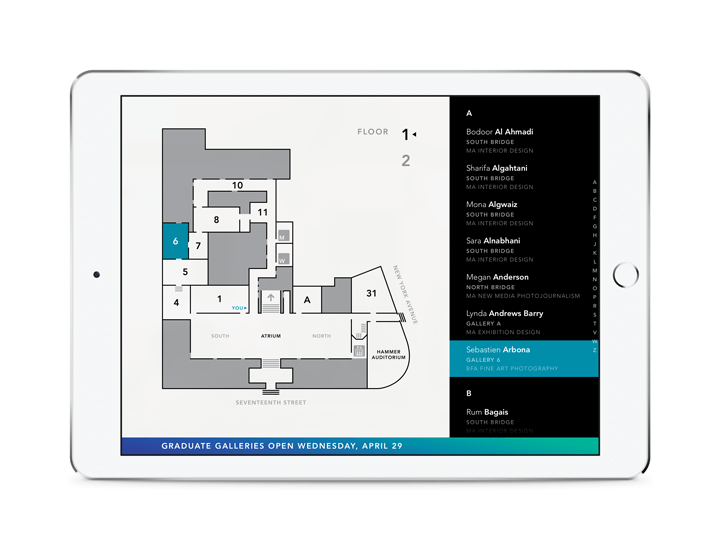 FLOOR 1
2
10
8
11
6
7
M
W
5
4
1
YOU
A
31
NEW YORK AVENUE
SOUTH
ATRIUM
NORTH
HAMMER
AUDITORIUM
SEVENTEENTH STREET
A
Bodoor Al Ahmadi
SOUTH BRIDGE
MA INTERIOR DESIGN
Sharifa Algahtani
SOUTH BRIDGE
MA INTERIOR DESIGN
Mona Algwaiz
SOUTH BRIDGE
MA INTERIOR DESIGN
Sara Alnabhani
SOUTH BRIDGE
MA INTERIOR DESIGN
Megan Anderson
NORTH BRIDGE
MA NEW MEDIA PHOTOJOURNALISM
Lynda Andrews Barry
GALLERY A
MA EXHIBITION DESIGN
Sebastien Arbona
GALLERY 6
BFA FINE ART PHOTOGRAPHY
B
Rum Bagais
SOUTH BRIDGE
MA INTERIOR DESIGN
A
B
C
D
F
G
H
J
K
L
M
N
O
P
R
S
T
V
W
Z
GRADUATE GALLERIES OPEN WEDNESDAY, APRIL 29